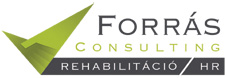 FORRÁS
CONSULTING
REHABILITÁCIÓ / HR